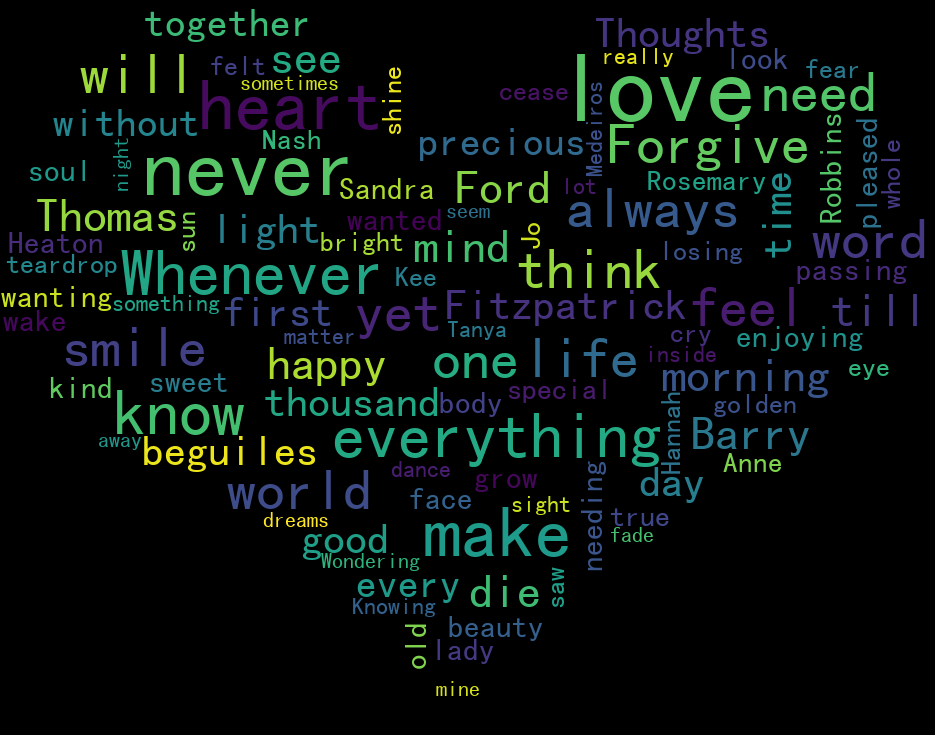 together
Thoughts
will
felt
see
sometimes
heart
shine
love
really
look
fear
need
cease
without
Nash
precious
Medeiros
Forgive
Robbins
pleased
whole
soul
night
never
Sandra
Ford
lot
Rosemary
time
Thomas
sun
light
wanted
seem
always
word
Heaton
bright
mind
Jo
losing
teardrop
Whenever
Kee
think
passing
wanting
something
first
yet
Fitzpatrick
feel
till
wake
matter
Tanya
cry
enjoying
smile
happy
one
life
inside
eye
kind
sweet
special
morning
know
thousand
body
Hannah
golden
away
beguiles
everything
Barry
dance
Anne
world
grow
needing
day
face
sight
dreams
make
true
good
fade
Wondering
every
die
saw
Knowing
old
beauty
lady
mine